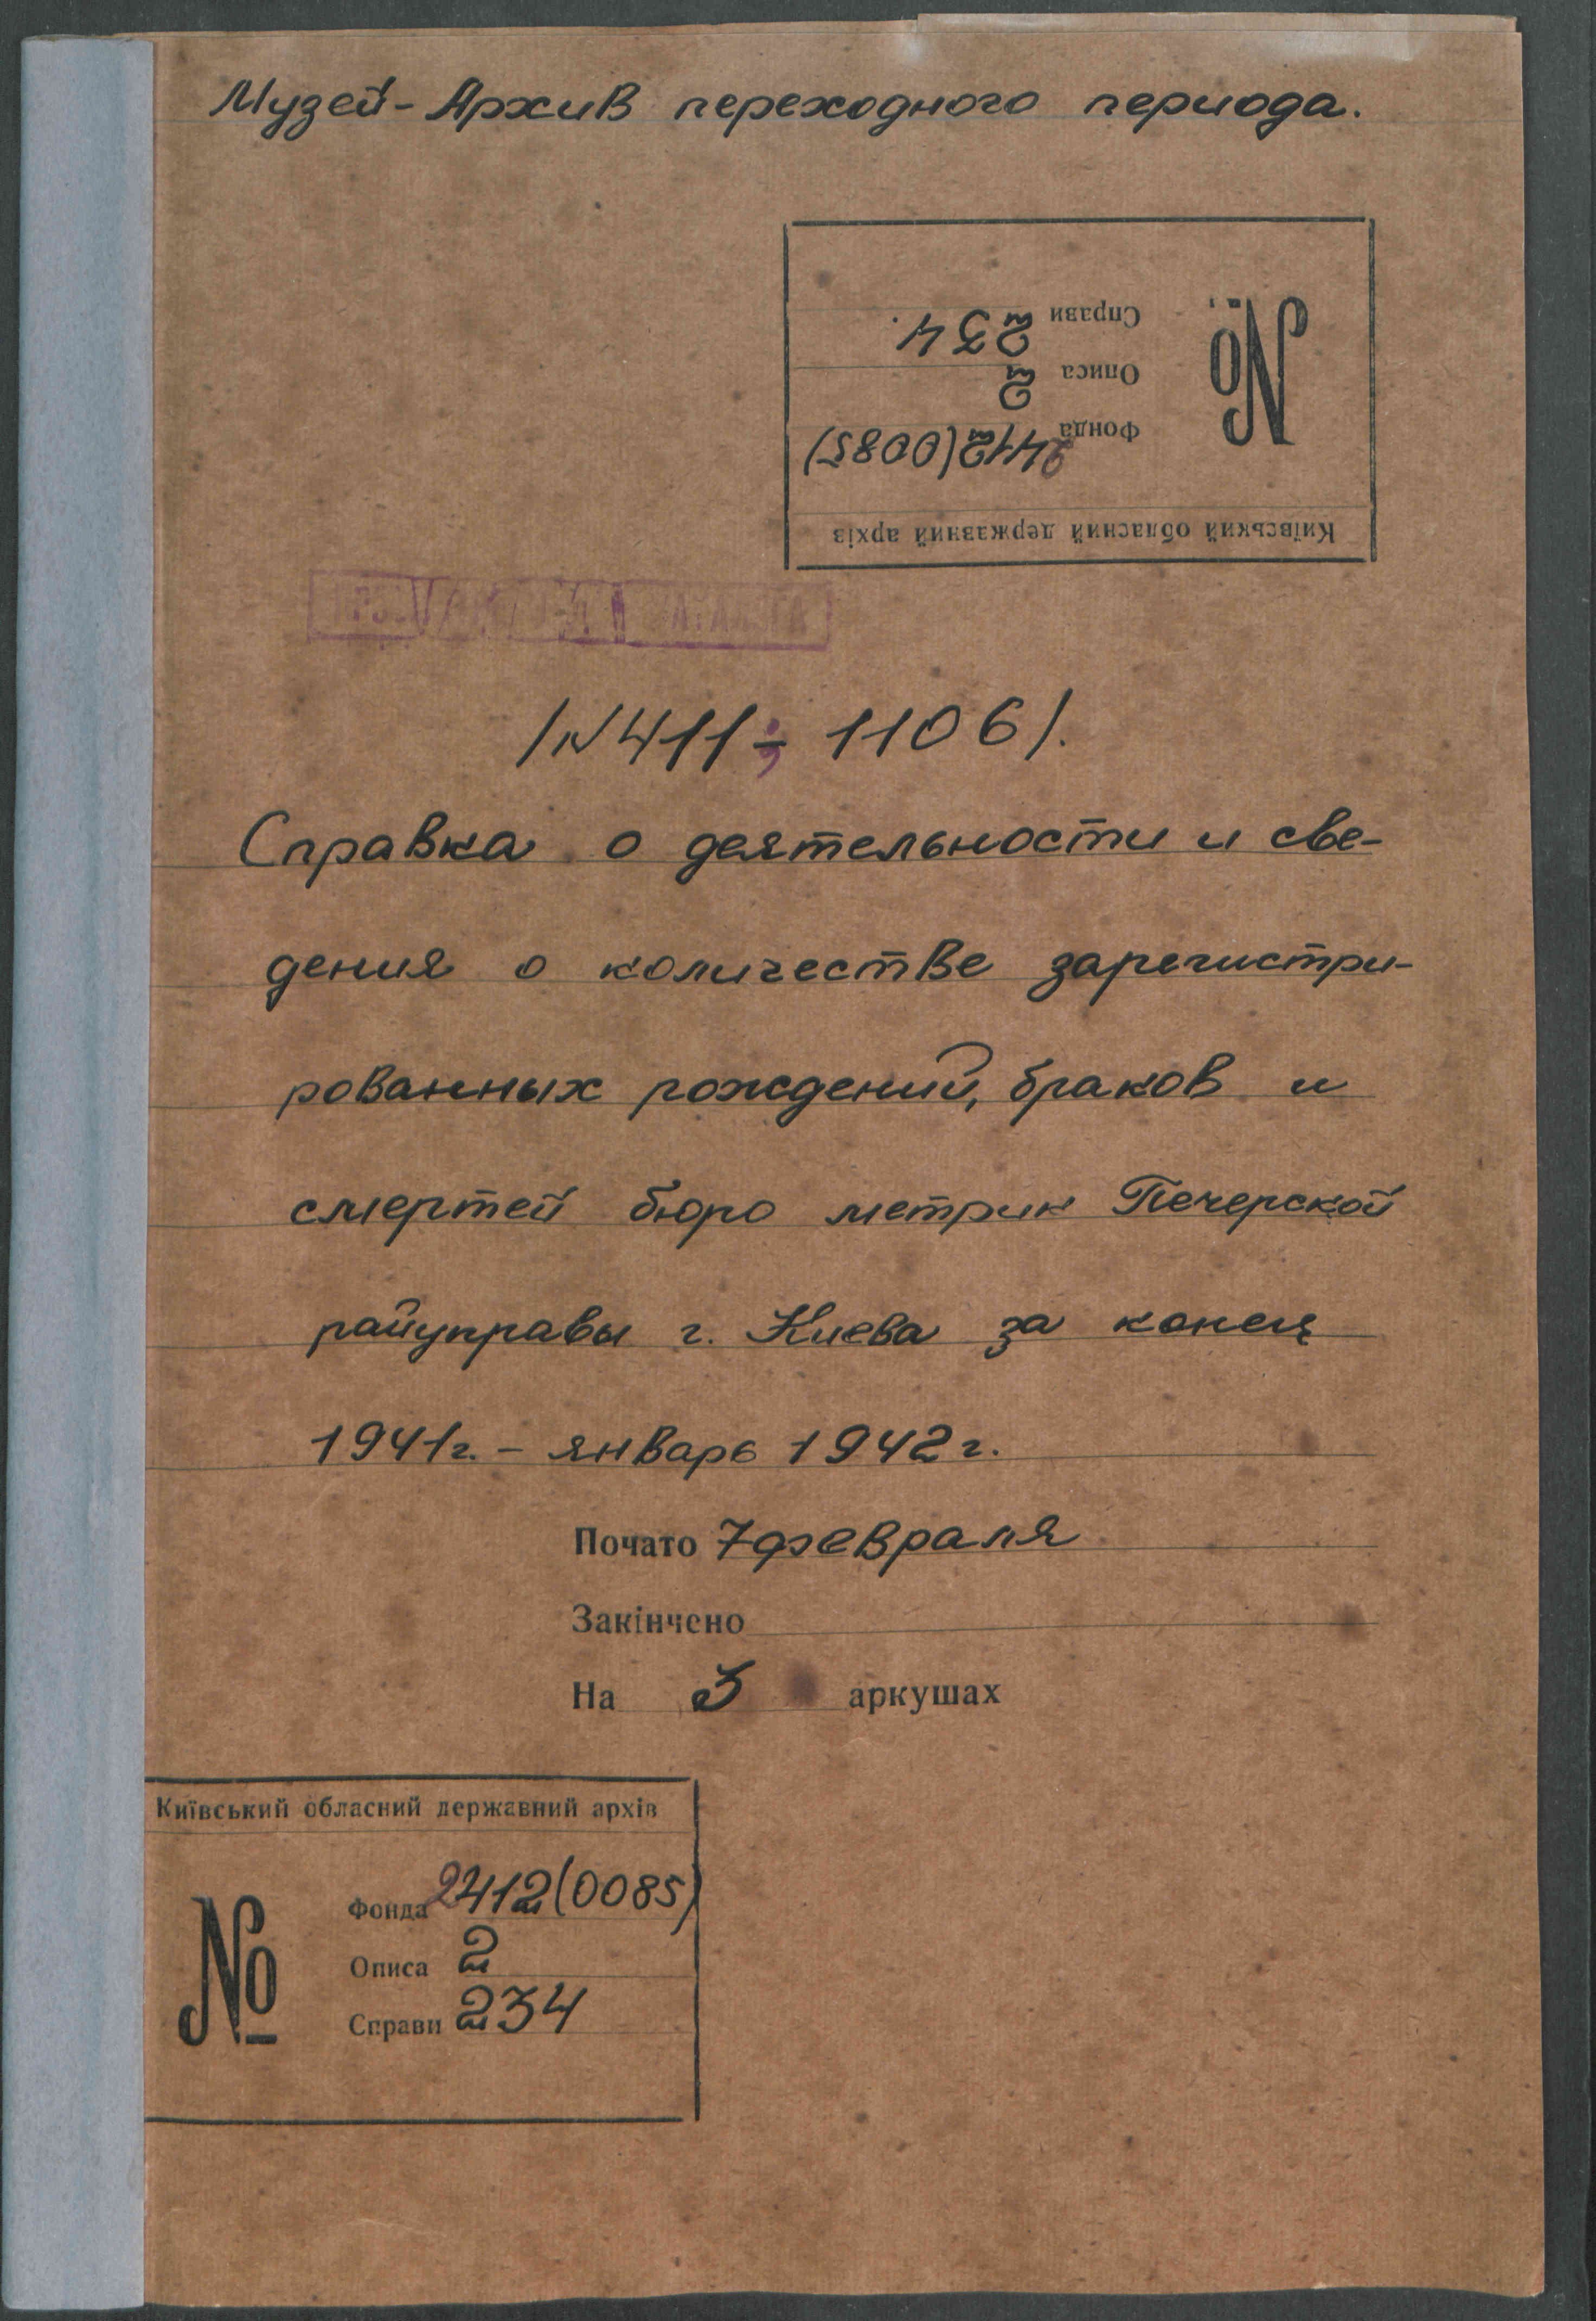 Музей-Архив переходного периода.
Київський обласний державний архів
№
Фонда 2412(0085)
Описа 2
Справи 234.
/№411; 1106/.
Справка о деятельности и све-
дения о количестве зарегистри-
рованных рождений, браков и
смертей бюро метрик Печерской
райуправы г. Киева за конец
1941г. - январь 1942г.
Почато 7 февраля
Закінчено
На 3 аркушах
Київський обласний державний архів
№
Фонда 2412(0085)
Описа 2
Справи 234